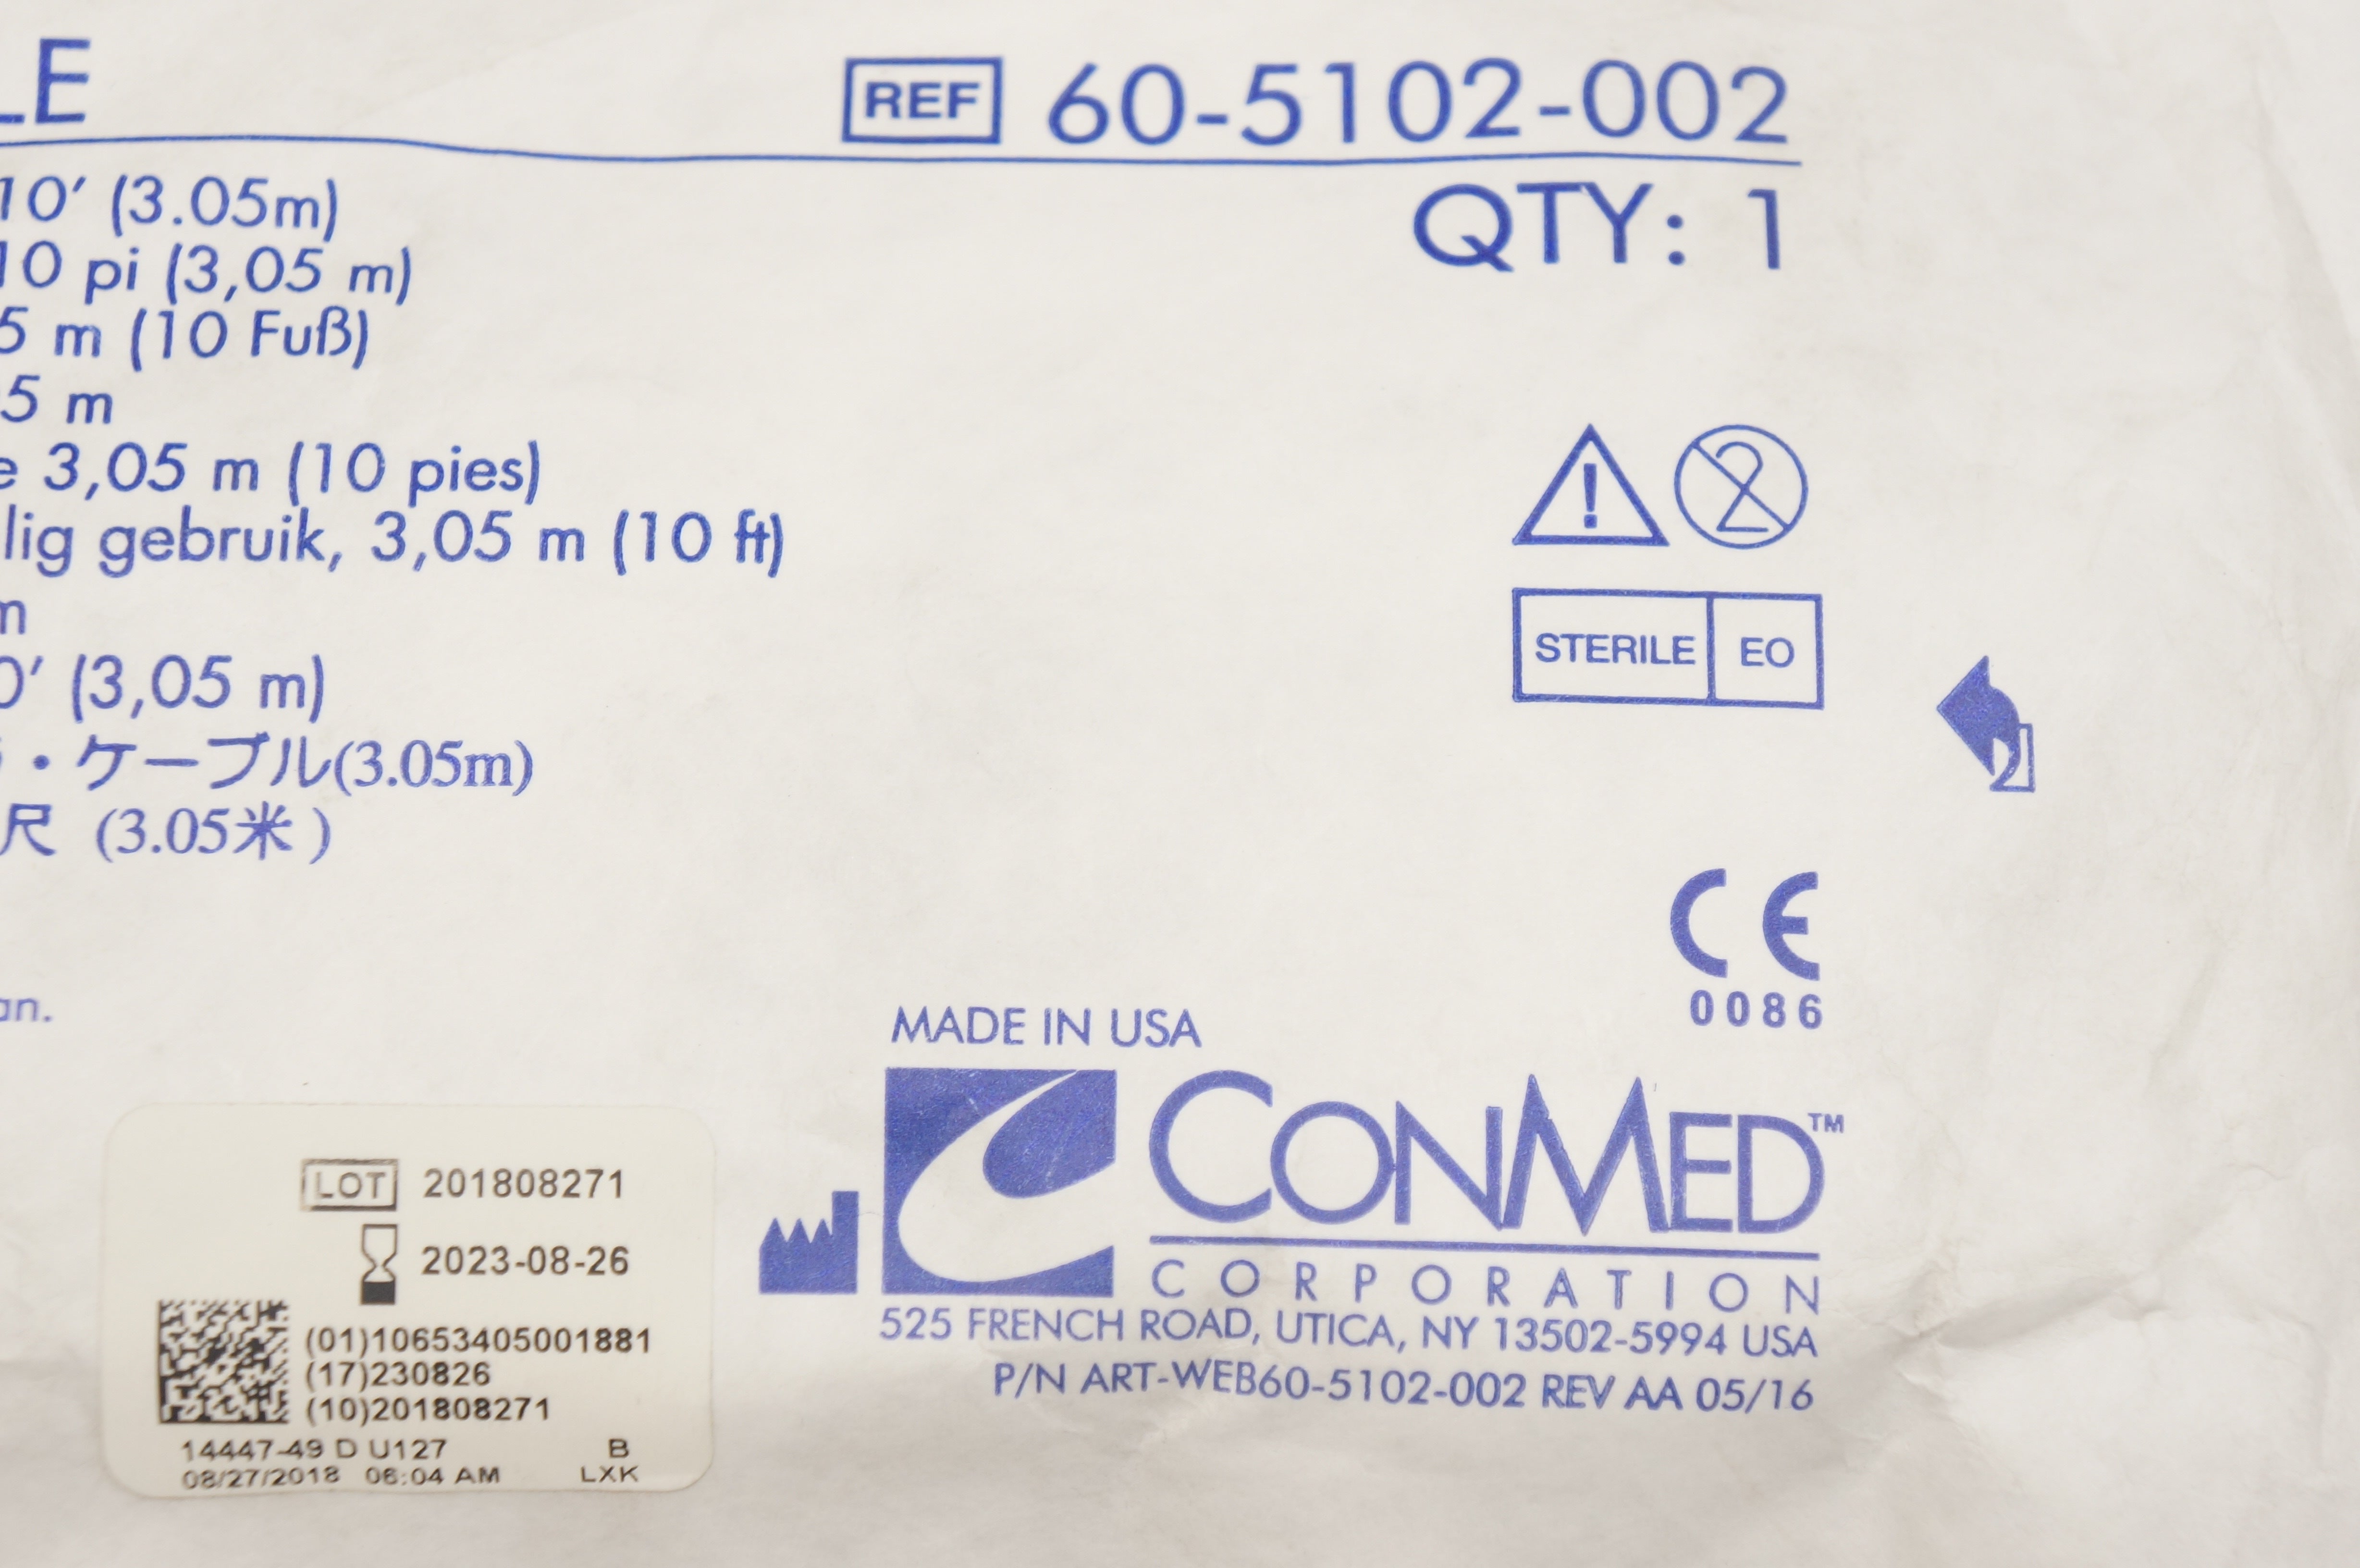 LE
REF 60-5102-002
10' (3.05m)
QTY: 1
10 pi (3,05 m)
5 m (10 Fuß)
5 m
e 3,05 m (10 pies)
lig gebruik, 3,05 m (10 ft)
m
0' (3,05 m)
・ケーブル(3.05m)
尺 (3.05米)
2
STERILE EO
2
CE
0086
an.
MADE IN USA
CONMED™
CORPORATION
525 FRENCH ROAD, UTICA, NY 13502-5994 USA
P/N ART-WEB60-5102-002 REV AA 05/16
LOT 201808271
2023-08-26
(01)10653405001881
(17)230826
(10)201808271
14447-49 D U127 B
08/27/2018 06:04 AM LXK